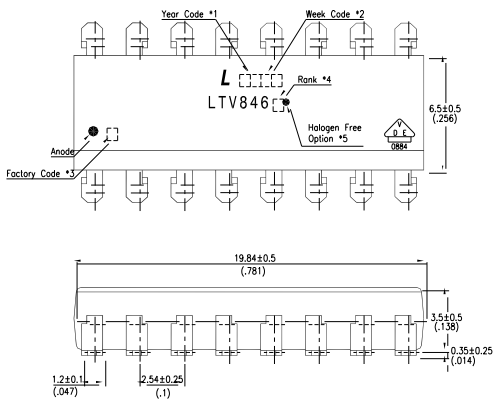 Year Code *1
Week Code *2
L
Rank *4
LTV846
Halogen Free
Option *5
Anode
Factory Code *3
V
D E
0884
6.5±0.5
(.256)
19.84±0.5
(.781)
3.5±0.5
(.138)
0.35±0.25
(.014)
1.2±0.1
(.047)
2.54±0.25
(.1)